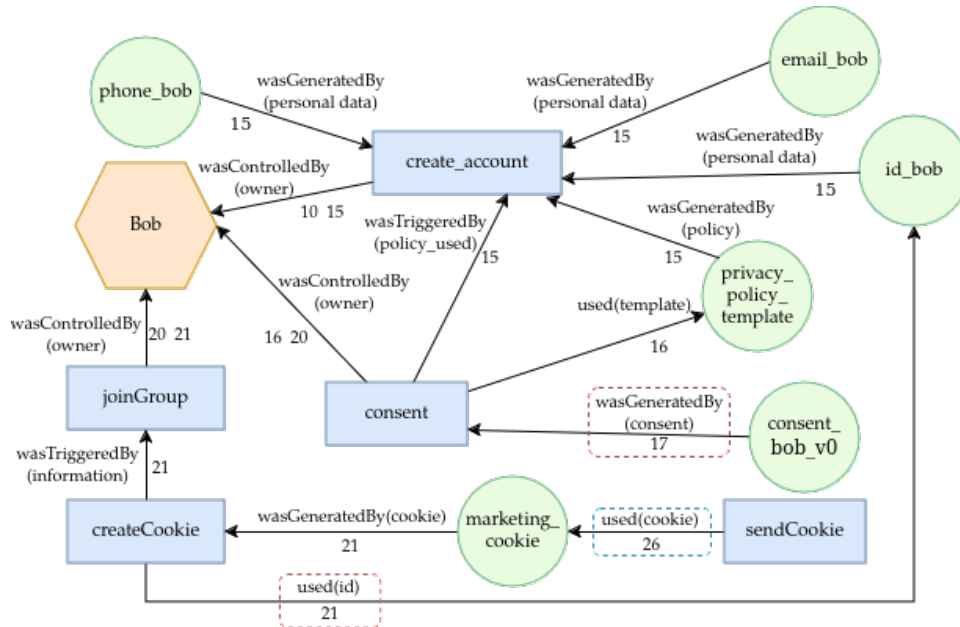 phone_bob
wasGeneratedBy
(personal data)
15
wasGeneratedBy
(personal data)
15
email_bob
create_account
wasGeneratedBy
(personal data)
15
id_bob
wasControlledBy
(owner)
10 15
Bob
wasTriggeredBy
(policy_used)
15
wasGeneratedBy
(policy)
15
privacy_
policy_
template
wasControlledBy
(owner)
16 20
used(template)
16
wasControlledBy
(owner)
20 21
joinGroup
consent
wasGeneratedBy
(consent)
17
consent_
bob_v0
wasTriggeredBy
(information)
21
createCookie
wasGeneratedBy(cookie)
21
marketing_
cookie
used(cookie)
26
sendCookie
used(id)
21